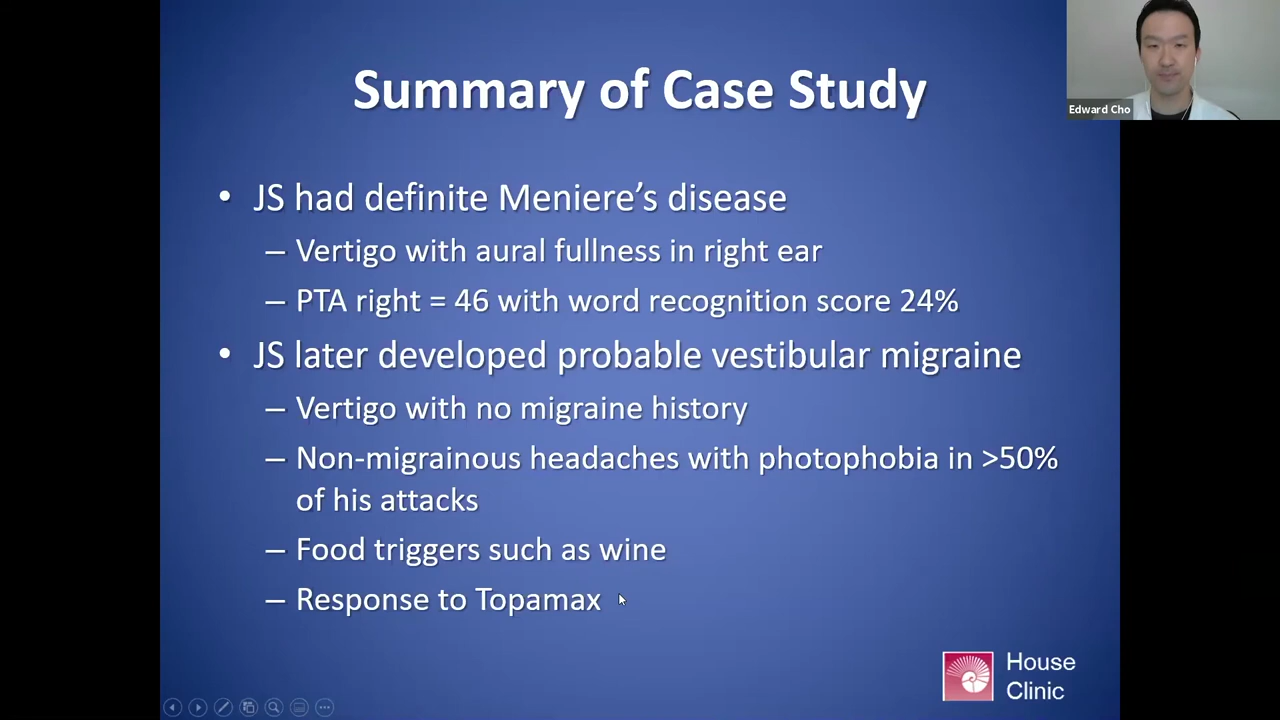 Summary of Case Study
Edward Cho
• JS had definite Meniere’s disease
– Vertigo with aural fullness in right ear
– PTA right = 46 with word recognition score 24%
• JS later developed probable vestibular migraine
– Vertigo with no migraine history
– Non-migrainous headaches with photophobia in >50%
of his attacks
– Food triggers such as wine
– Response to Topamax
House
Clinic